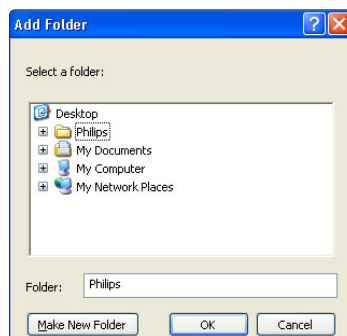 Add Folder
Select a folder:
Desktop
Philips
My Documents
My Computer
My Network Places
Folder: Philips
Make New Folder OK Cancel